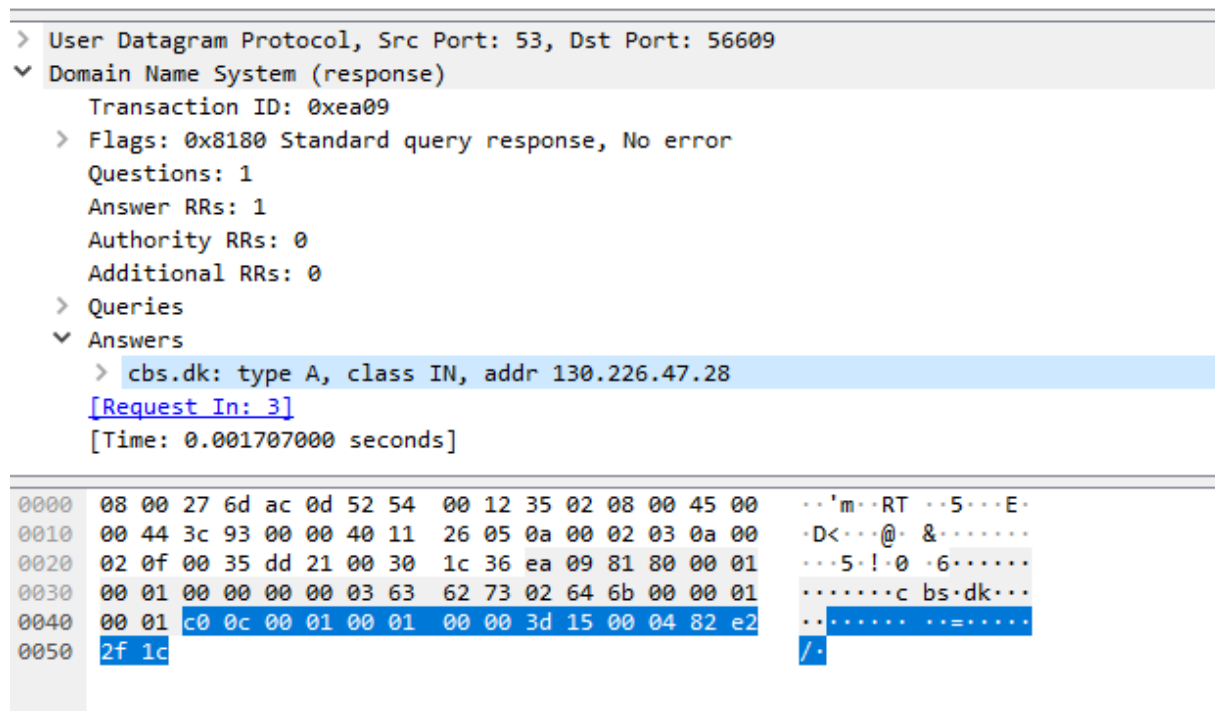 > User Datagram Protocol, Src Port: 53, Dst Port: 56609
Domain Name System (response)
Transaction ID: 0xea09
> Flags: 0x8180 Standard query response, No error
Questions: 1
Answer RRs: 1
Authority RRs: 0
Additional RRs: 0
> Queries
Answers
> cbs.dk: type A, class IN, addr 130.226.47.28
[Request In: 3]
[Time: 0.001707000 seconds]
0000 08 00 27 6d ac 0d 52 54 00 12 35 02 08 00 45 00 ··'m··RT ··5···E·
0010 00 44 3c 93 00 00 40 11 26 05 0a 00 02 03 0a 00 ·D<···@· &·······
0020 02 0f 00 35 dd 21 00 30 1c 36 ea 09 81 80 00 01 ···5·!·0 ·6······
0030 00 01 00 00 00 00 03 63 62 73 02 64 6b 00 00 01 ·······c bs·dk···
0040 00 01 c0 0c 00 01 00 01 00 00 3d 15 00 04 82 e2 ········ ··=·····
0050 2f 1c /·